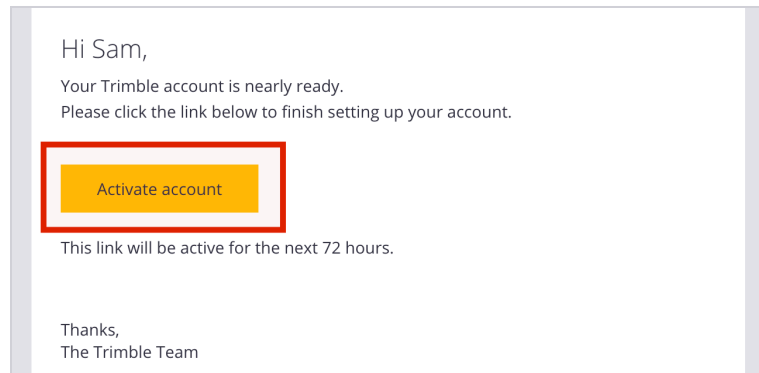 Hi Sam,
Your Trimble account is nearly ready.
Please click the link below to finish setting up your account.
Activate account
This link will be active for the next 72 hours.
Thanks,
The Trimble Team